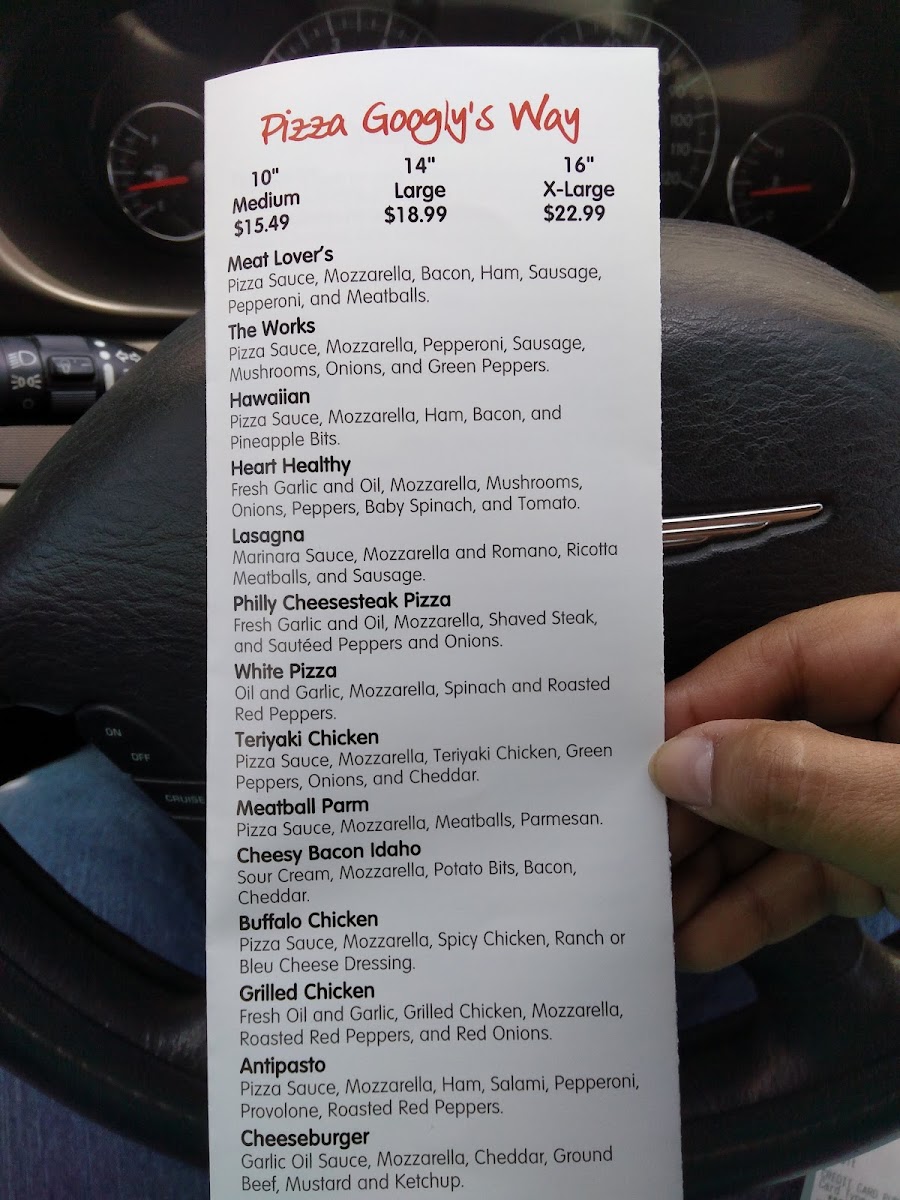 Pizza Googly's Way
10" 14" 16"
Medium Large X-Large
$15.49 $18.99 $22.99
Meat Lover's
Pizza Sauce, Mozzarella, Bacon, Ham, Sausage,
Pepperoni, and Meatballs.
The Works
Pizza Sauce, Mozzarella, Pepperoni, Sausage,
Mushrooms, Onions, and Green Peppers.
Hawaiian
Pizza Sauce, Mozzarella, Ham, Bacon, and
Pineapple Bits.
Heart Healthy
Fresh Garlic and Oil, Mozzarella, Mushrooms,
Onions, Peppers, Baby Spinach, and Tomato.
Lasagna
Marinara Sauce, Mozzarella and Romano, Ricotta
Meatballs, and Sausage.
Philly Cheesesteak Pizza
Fresh Garlic and Oil, Mozzarella, Shaved Steak,
and Sautéed Peppers and Onions.
White Pizza
Oil and Garlic, Mozzarella, Spinach and Roasted
Red Peppers.
Teriyaki Chicken
Pizza Sauce, Mozzarella, Teriyaki Chicken, Green
Peppers, Onions, and Cheddar.
Meatball Parm
Pizza Sauce, Mozzarella, Meatballs, Parmesan.
Cheesy Bacon Idaho
Sour Cream, Mozzarella, Potato Bits, Bacon,
Cheddar.
Buffalo Chicken
Pizza Sauce, Mozzarella, Spicy Chicken, Ranch or
Bleu Cheese Dressing.
Grilled Chicken
Fresh Oil and Garlic, Grilled Chicken, Mozzarella,
Roasted Red Peppers, and Red Onions.
Antipasto
Pizza Sauce, Mozzarella, Ham, Salami, Pepperoni,
Provolone, Roasted Red Peppers.
Cheeseburger
Garlic Oil Sauce, Mozzarella, Cheddar, Ground
Beef, Mustard and Ketchup.
ON
OFF
CRUISE
100
110
120